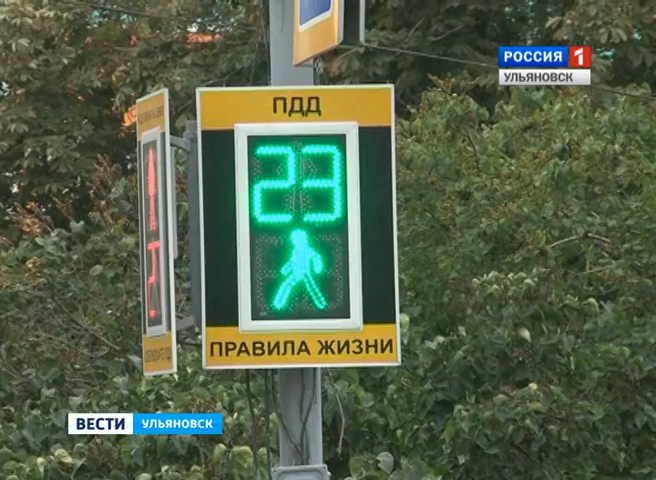 РОССИЯ 1
УЛЬЯНОВСК
ПДД
23
ПРАВИЛА ЖИЗНИ
ВЕСТИ УЛЬЯНОВСК